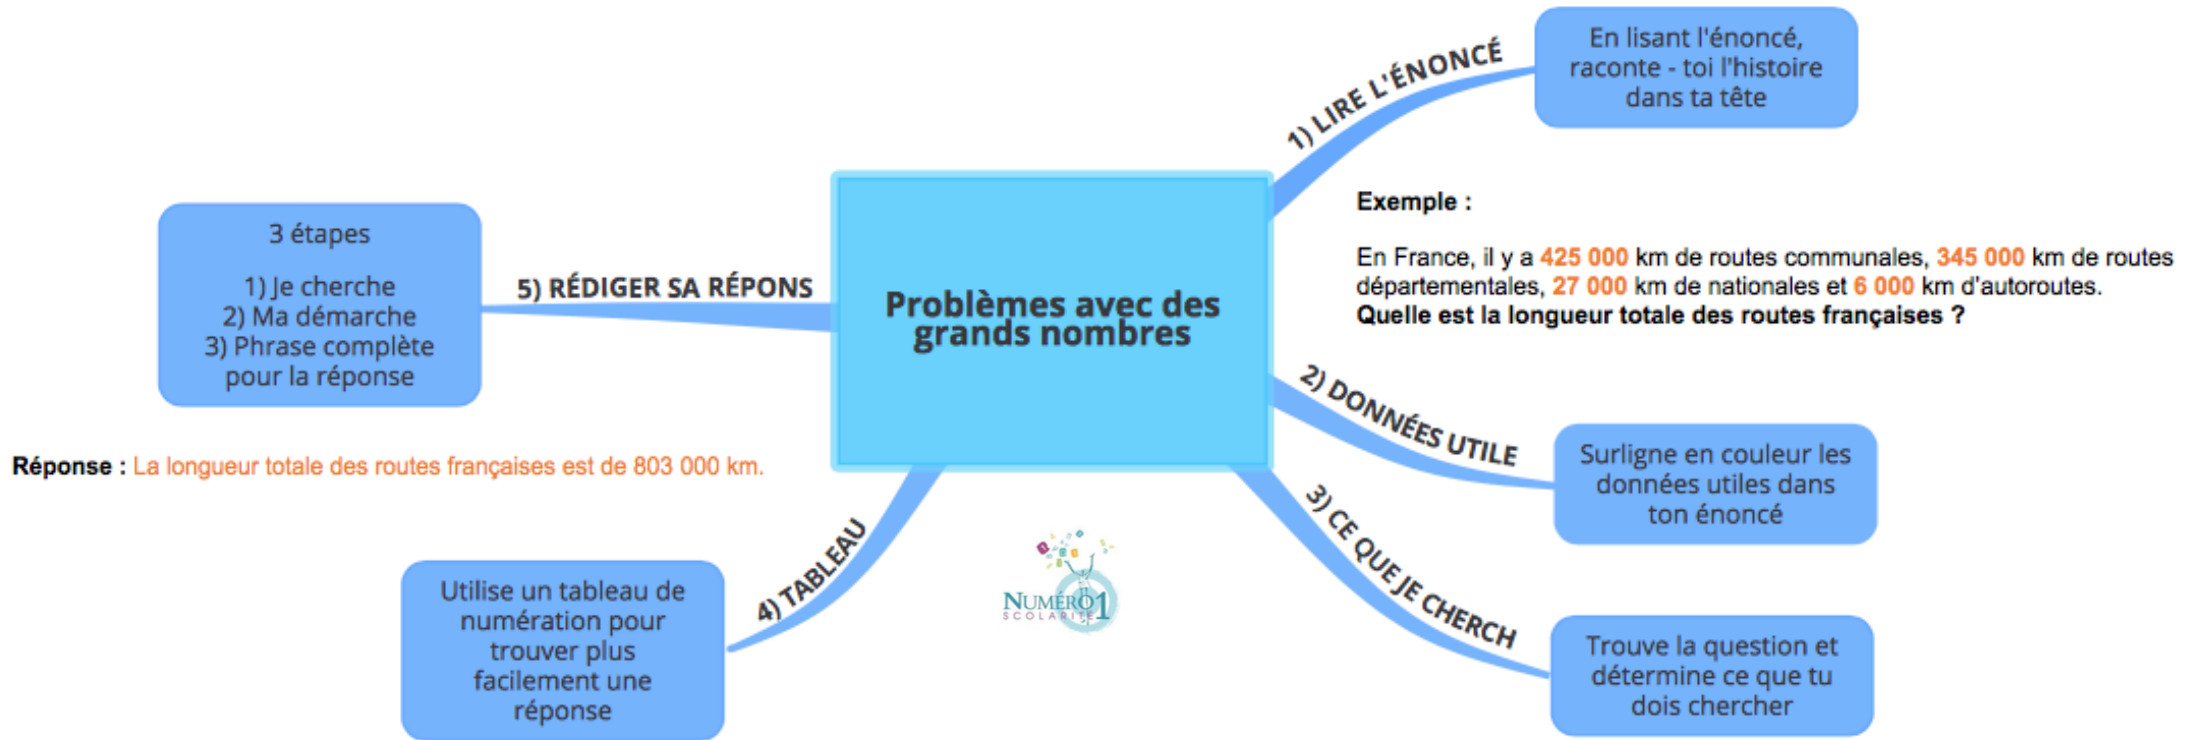 Problèmes avec des
grands nombres
1) LIRE L'ÉNONCÉ
En lisant l'énoncé,
raconte - toi l'histoire
dans ta tête
Exemple :
En France, il y a 425 000 km de routes communales, 345 000 km de routes
départementales, 27 000 km de nationales et 6 000 km d'autoroutes.
Quelle est la longueur totale des routes françaises ?
2) DONNÉES UTILE
Surligne en couleur les
données utiles dans
ton énoncé
3) CE QUE JE CHERCH
Trouve la question et
détermine ce que tu
dois chercher
4) TABLEAU
Utilise un tableau de
numération pour
trouver plus
facilement une
réponse
5) RÉDIGER SA RÉPONS
3 étapes
1) Je cherche
2) Ma démarche
3) Phrase complète
pour la réponse
Réponse : La longueur totale des routes françaises est de 803 000 km.
NUMÉRO1
SCOLARITÉ